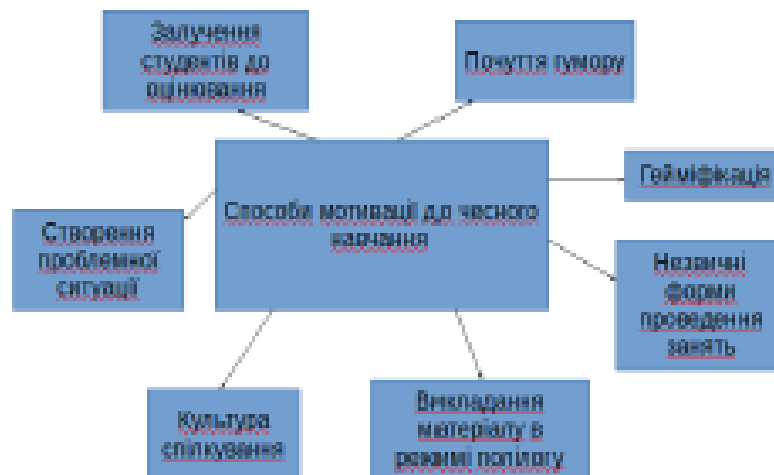 Залучення
студентів до
оцінювання
Почуття гумору
Гейміфікація
Способи мотивації до чесного
навчання
Створення
проблемної
ситуації
Незвичні
форми
проведення
занять
Культура
спілкування
Викладання
матеріалу в
режимі полілогу